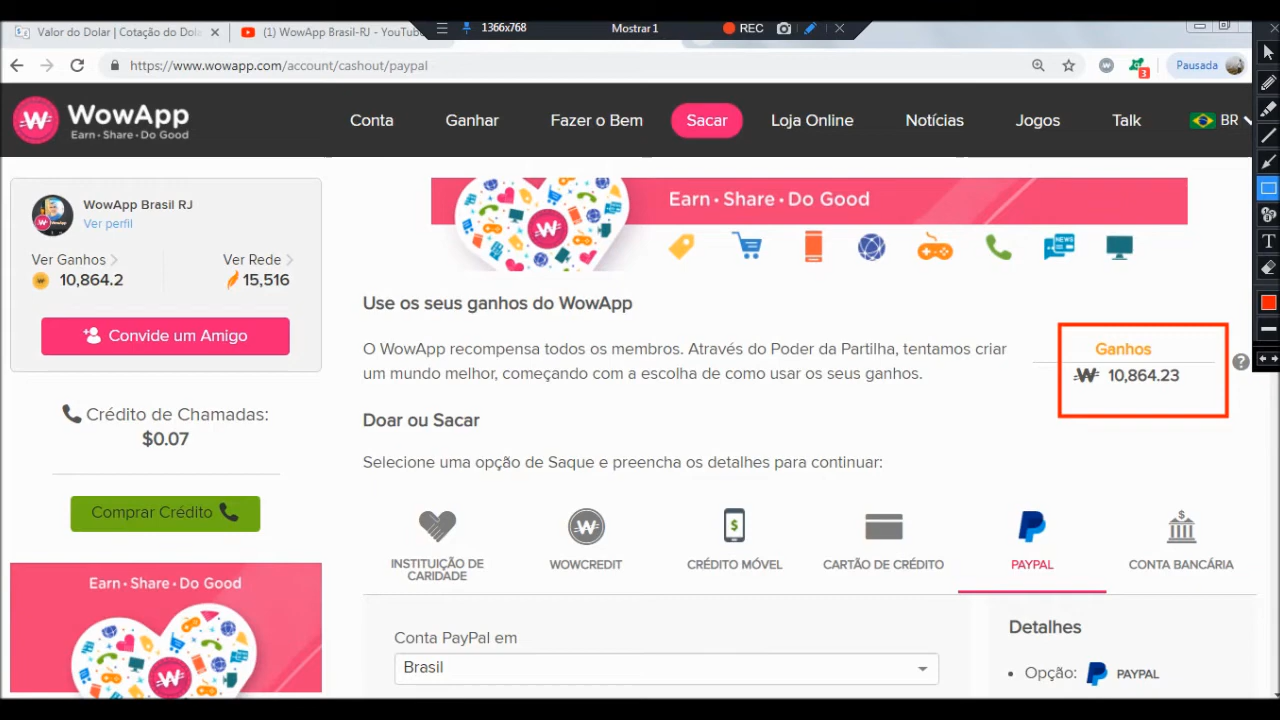 1366x768
Mostrar 1
REC
Valor do Dolar | Cotação do Dola
(1) WowApp Brasil-RJ - YouTube
https://www.wowapp.com/account/cashout/paypal
3
Pausada
WowApp
Earn · Share · Do Good
Conta
Ganhar
Fazer o Bem
Sacar
Loja Online
Notícias
Jogos
Talk
BR
WowApp Brasil RJ
Ver perfil
Ver Ganhos
10,864.2
Ver Rede
15,516
Convide um Amigo
Crédito de Chamadas:
$0.07
Comprar Crédito
Earn · Share · Do Good
Earn · Share · Do Good
NEWS
Use os seus ganhos do WowApp
O WowApp recompensa todos os membros. Através do Poder da Partilha, tentamos criar
um mundo melhor, começando com a escolha de como usar os seus ganhos.
Ganhos
W 10,864.23
?
Doar ou Sacar
Selecione uma opção de Saque e preencha os detalhes para continuar:
INSTITUIÇÃO DE
CARIDADE
WOWCREDIT
CRÉDITO MÓVEL
CARTÃO DE CRÉDITO
PAYPAL
CONTA BANCÁRIA
Conta PayPal em
Brasil
Detalhes
• Opção: PAYPAL